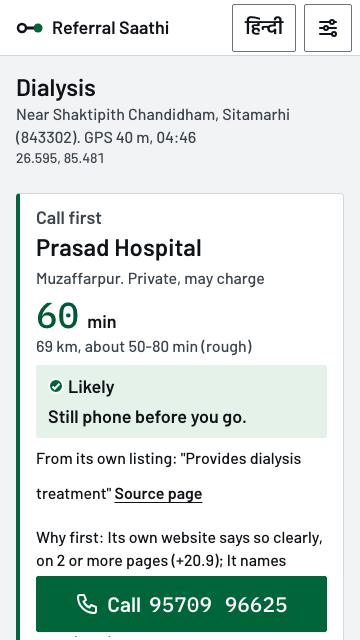 Referral Saathi
हिन्दी
Dialysis
Near Shaktipith Chandidham, Sitamarhi
(843302). GPS 40 m, 04:46
26.595, 85.481
Call first
Prasad Hospital
Muzaffarpur. Private, may charge
60 min
69 km, about 50-80 min (rough)
Likely
Still phone before you go.
From its own listing: "Provides dialysis
treatment" Source page
Why first: Its own website says so clearly,
on 2 or more pages (+20.9); It names
Call 95709 96625